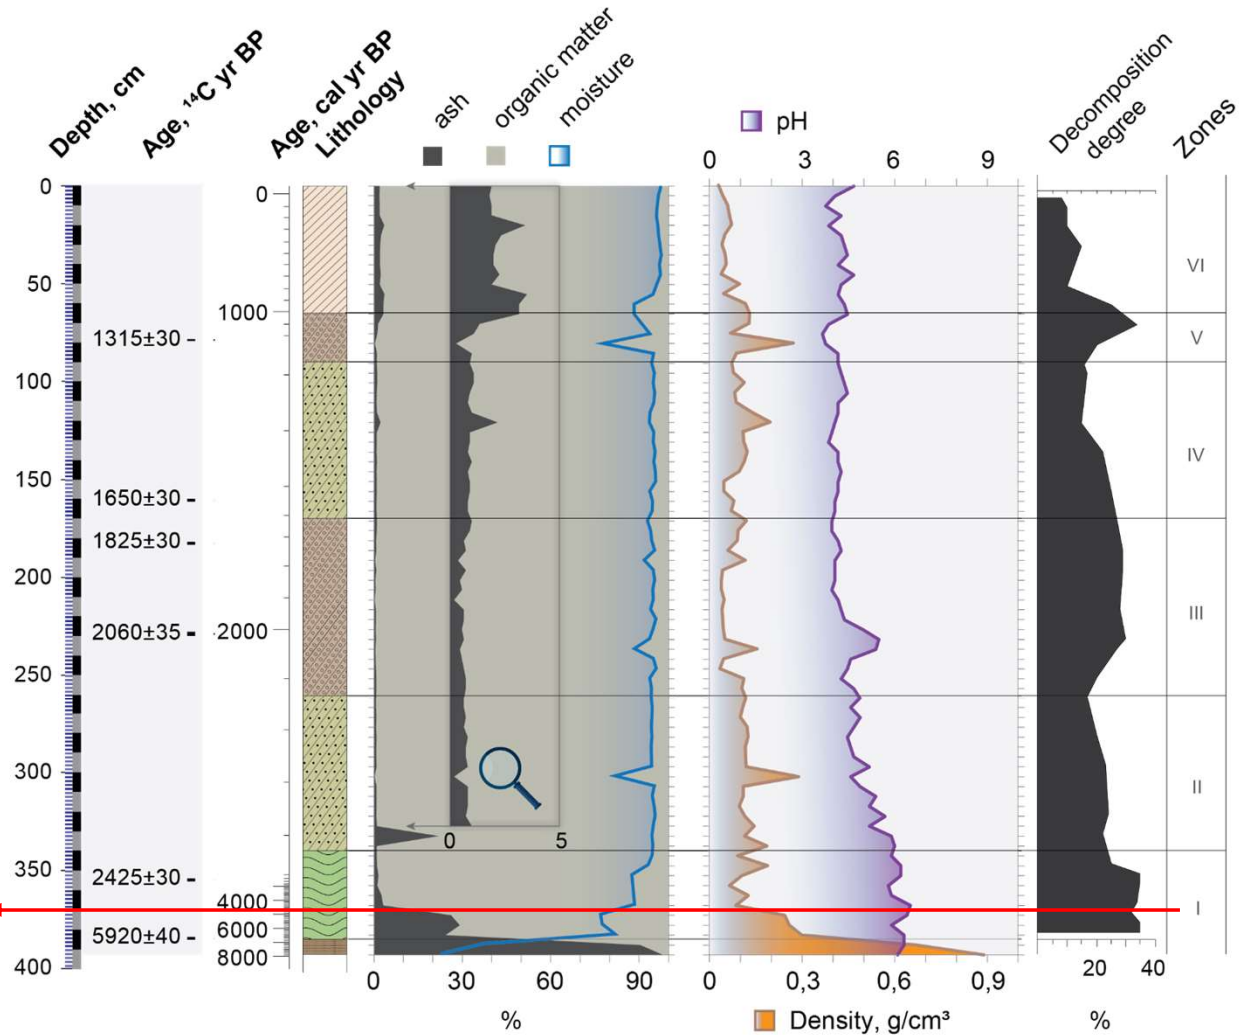 Depth, cm
Age, ¹⁴C yr BP
Age, cal yr BP
Lithology
ash
organic matter
moisture
pH
Decomposition
degree
Zones
0 3 6 9
0
50
100
150
200
250
300
350
400
1315±30
1650±30
1825±30
2060±35
2425±30
5920±40
0
1000
2000
4000
6000
8000
0 5
VI
V
IV
III
II
I
0 30 60 90
0 0,3 0,6 0,9
20 40
%
Density, g/cm³
%